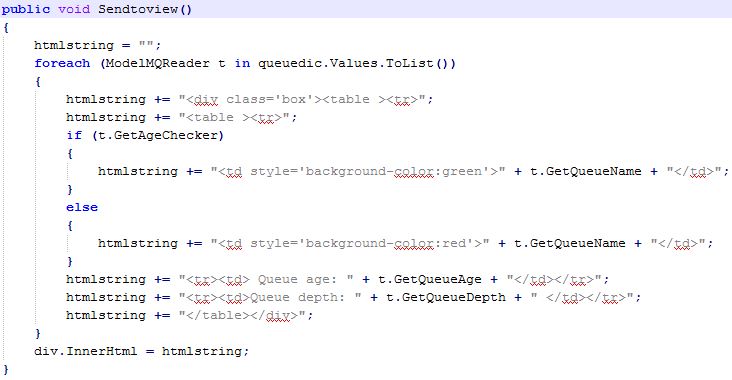 public void Sendtoview()
{
htmlstring = "";
foreach (ModelMQReader t in queuedic.Values.ToList())
{
htmlstring += "<div class='box'><table ><tr>";
htmlstring += "<table ><tr>";
if (t.GetAgeChecker)
{
htmlstring += "<td style='background-color:green'>" + t.GetQueueName + "</td>";
}
else
{
htmlstring += "<td style='background-color:red'>" + t.GetQueueName + "</td>";
}
htmlstring += "<tr><td> Queue age: " + t.GetQueueAge + "</td></tr>";
htmlstring += "<tr><td>Queue depth: " + t.GetQueueDepth + " </td></tr>";
htmlstring += "</table></div>";
}
div.InnerHtml = htmlstring;
}